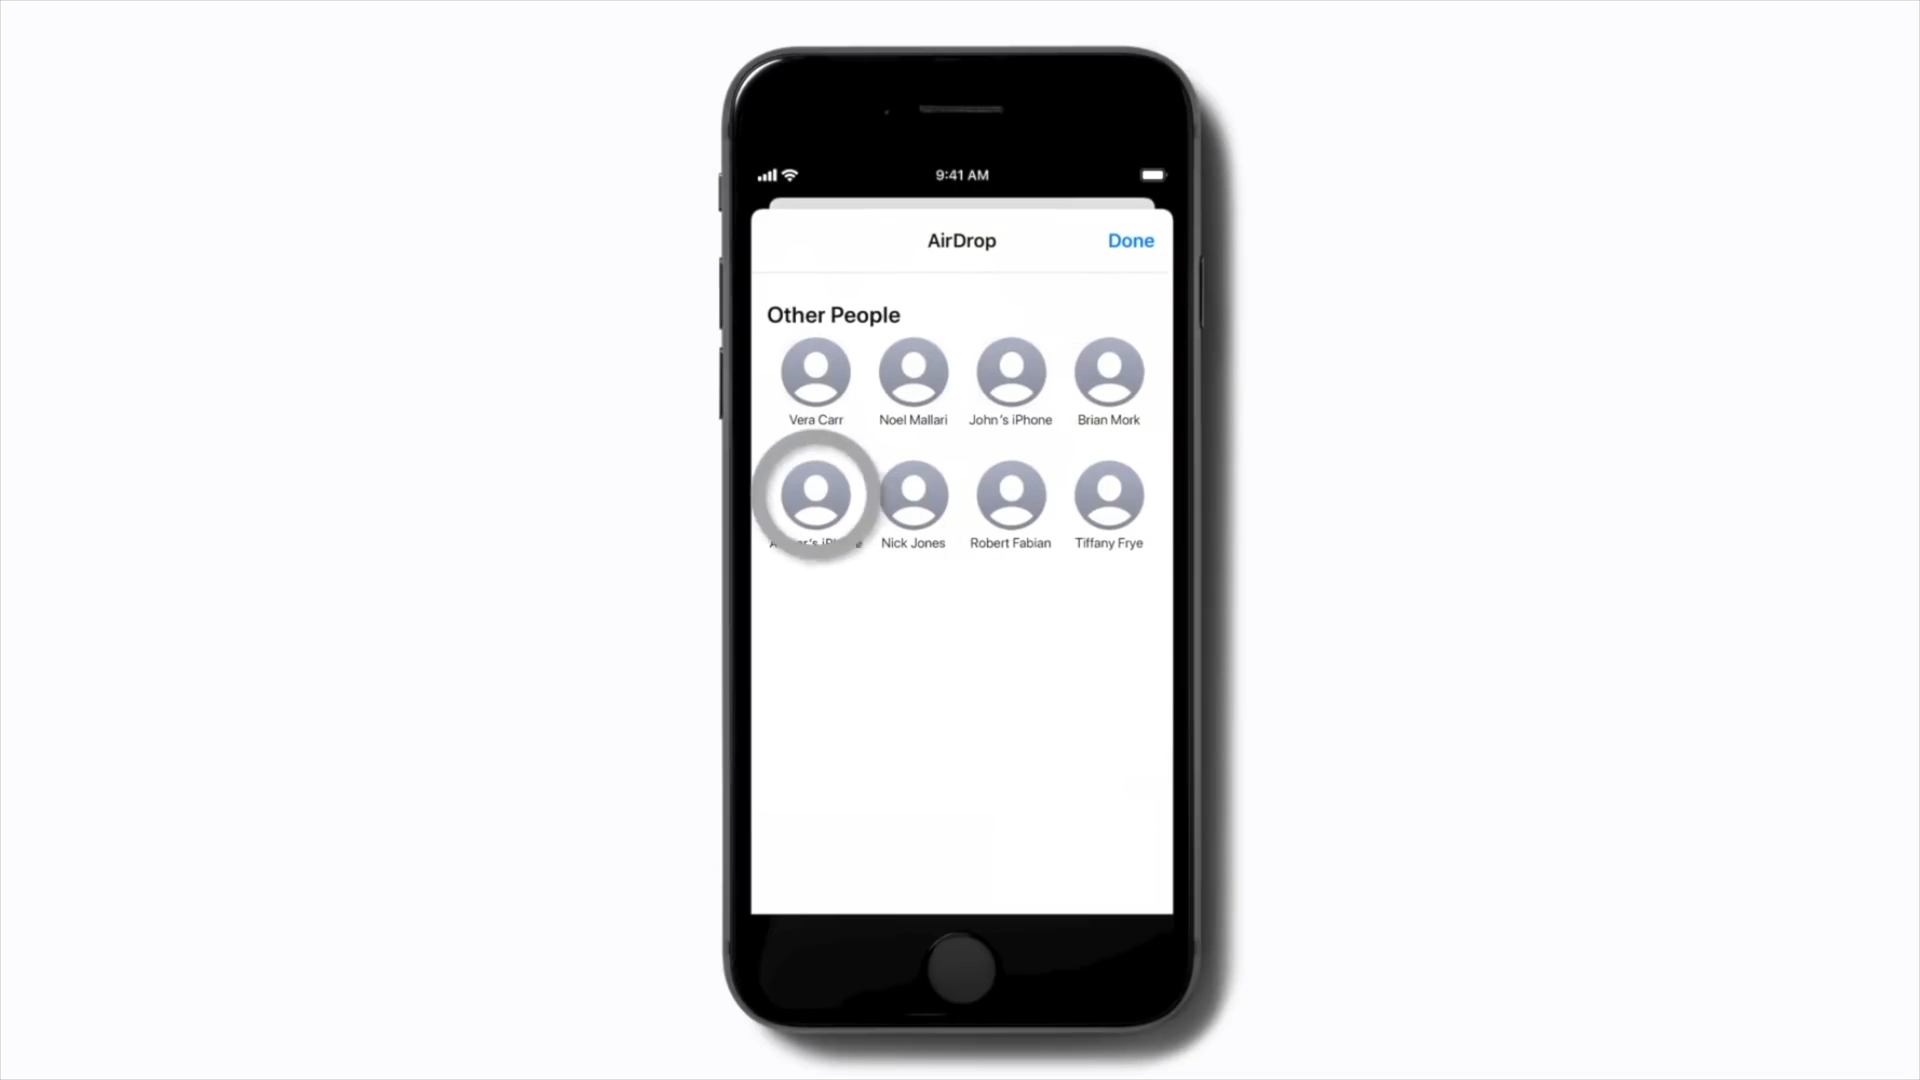 9:41 AM
AirDrop
Done
Other People
Vera Carr
Noel Mallari
John's iPhone
Brian Mork
Nick Jones
Robert Fabian
Tiffany Frye